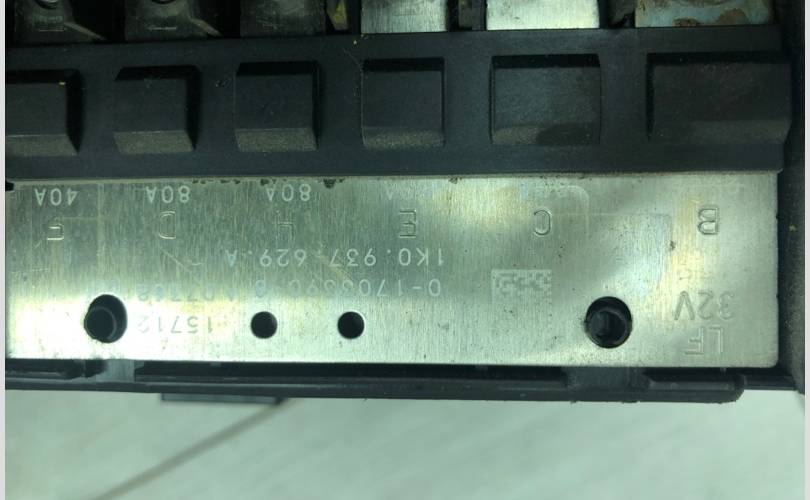 LF
15712
32V
1K0.937.629.A
B C E H D F
80A 80A 40A